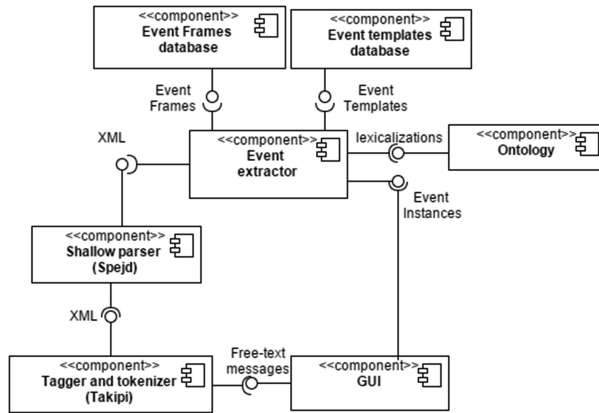 <<component>>
Event Frames
database
<<component>>
Event templates
database
Event
Frames
Event
Templates
XML
<<component>>
Event
extractor
lexicalizations
<<component>>
Ontology
Event
Instances
<<component>>
Shallow parser
(Spejd)
XML
<<component>>
Tagger and tokenizer
(Takipi)
Free-text
messages
<<component>>
GUI